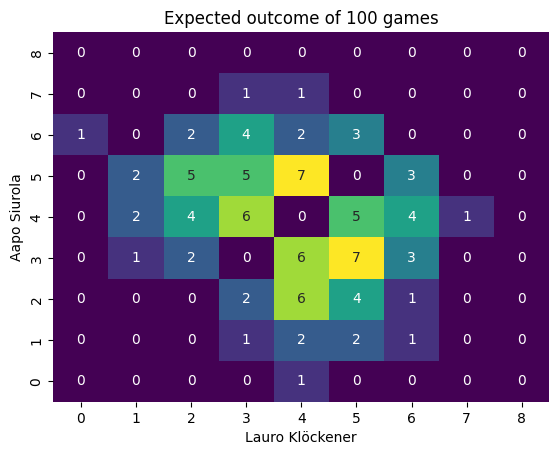 Expected outcome of 100 games
8 0 0 0 0 0 0 0 0 0
7 0 0 0 1 1 0 0 0 0
6 1 0 2 4 2 3 0 0 0
5 0 2 5 5 7 0 3 0 0
4 0 2 4 6 0 5 4 1 0
3 0 1 2 0 6 7 3 0 0
2 0 0 0 2 6 4 1 0 0
1 0 0 0 1 2 2 1 0 0
0 0 0 0 0 1 0 0 0 0
0 1 2 3 4 5 6 7 8
Aapo Siurola
Lauro Klöckener